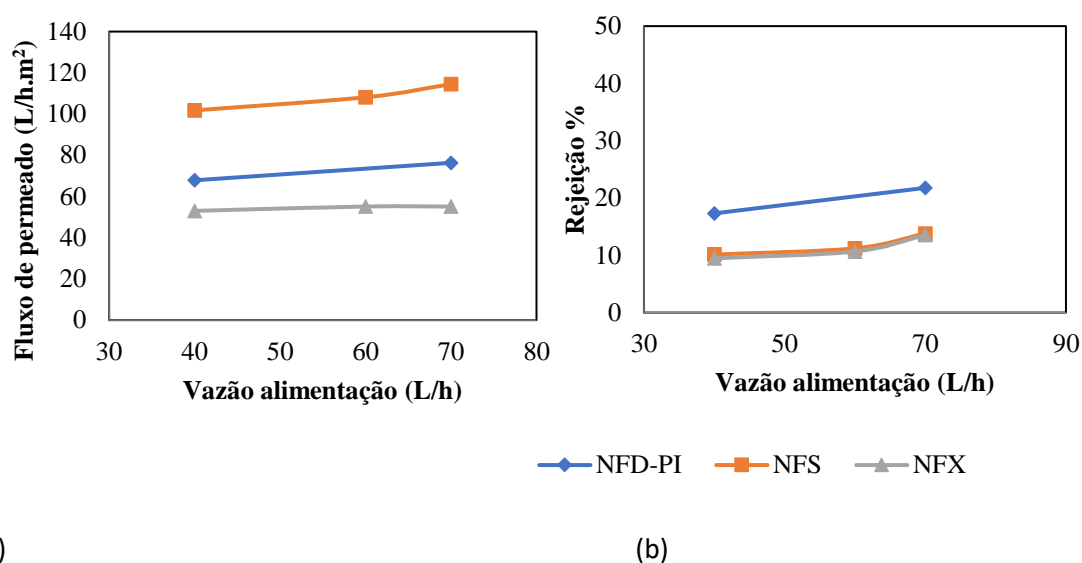 Fluxo de permeado (L/h.m²)
140
120
100
80
60
40
20
0
30 40 50 60 70 80
Vazão alimentação (L/h)
Rejeição %
50
40
30
20
10
0
30 50 70 90
Vazão alimentação (L/h)
NFD-PI NFS NFX
) (b)